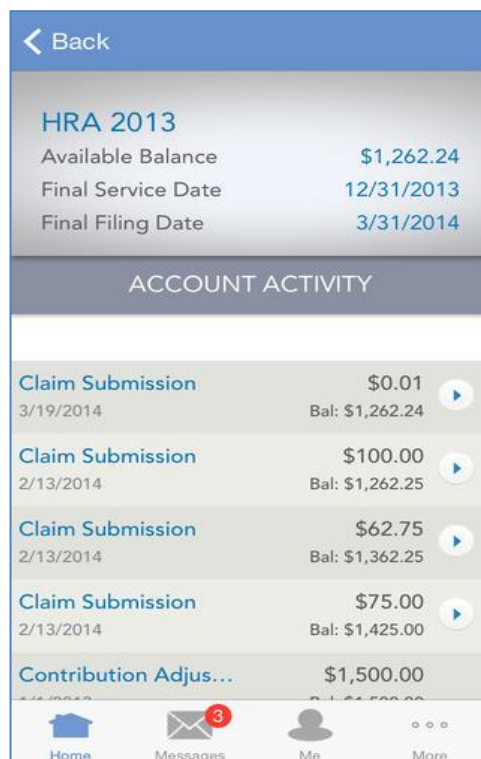 Back
HRA 2013
Available Balance $1,262.24
Final Service Date 12/31/2013
Final Filing Date 3/31/2014
ACCOUNT ACTIVITY
Claim Submission $0.01
3/19/2014 Bal: $1,262.24
Claim Submission $100.00
2/13/2014 Bal: $1,262.25
Claim Submission $62.75
2/13/2014 Bal: $1,362.25
Claim Submission $75.00
2/13/2014 Bal: $1,425.00
Contribution Adjus... $1,500.00
3
Home Messages Me More